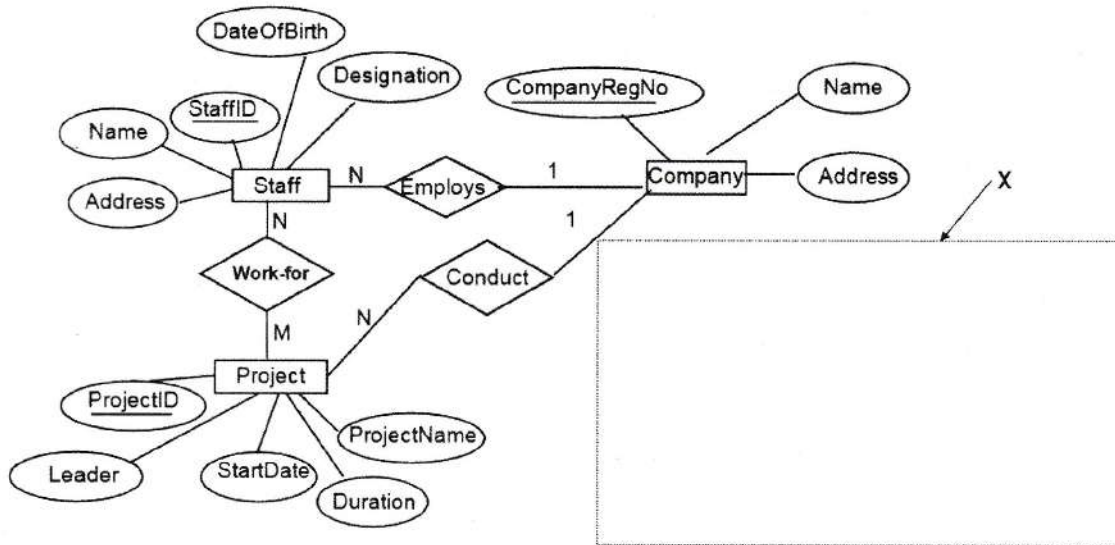 DateOfBirth
Designation
CompanyRegNo
Name
StaffID
Name
Address
Staff
N
Employs
1
Company
Address
X
N
1
Work-for
Conduct
M
N
Project
ProjectID
ProjectName
Leader
StartDate
Duration